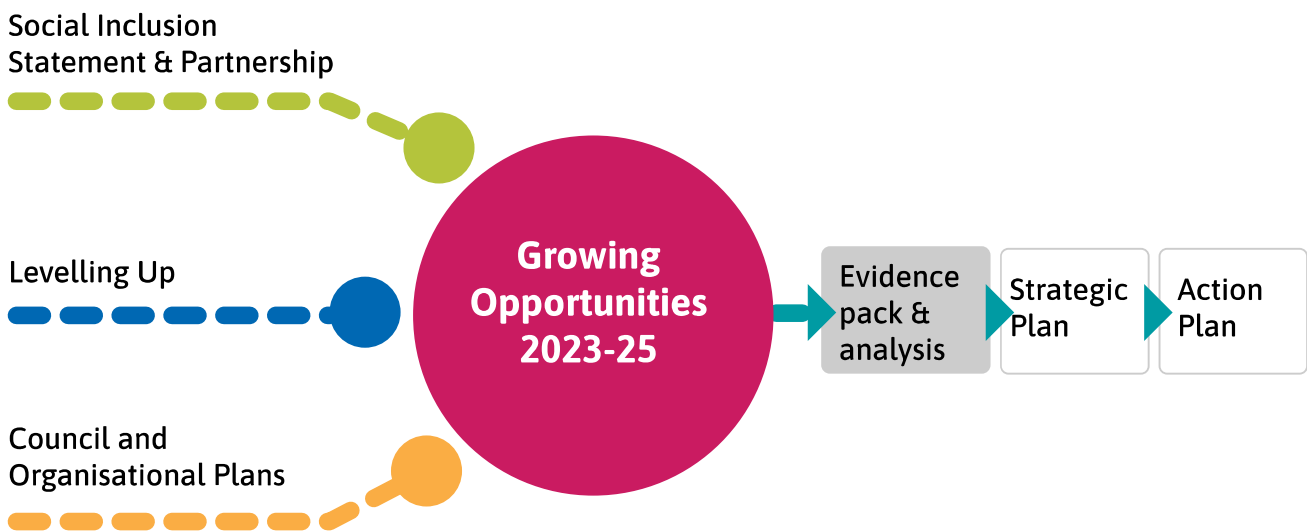 Social Inclusion
Statement & Partnership
Levelling Up
Council and
Organisational Plans
Growing
Opportunities
2023-25
Evidence
pack &
analysis
Strategic
Plan
Action
Plan